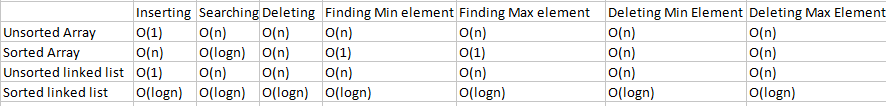 Inserting Searching Deleting Finding Min element Finding Max element Deleting Min Element Deleting Max Element
Unsorted Array O(1) O(n) O(n) O(n) O(n) O(n) O(n)
Sorted Array O(n) O(logn) O(n) O(1) O(1) O(n) O(n)
Unsorted linked list O(1) O(n) O(n) O(n) O(n) O(n) O(n)
Sorted linked list O(logn) O(logn) O(logn) O(logn) O(logn) O(logn) O(logn)